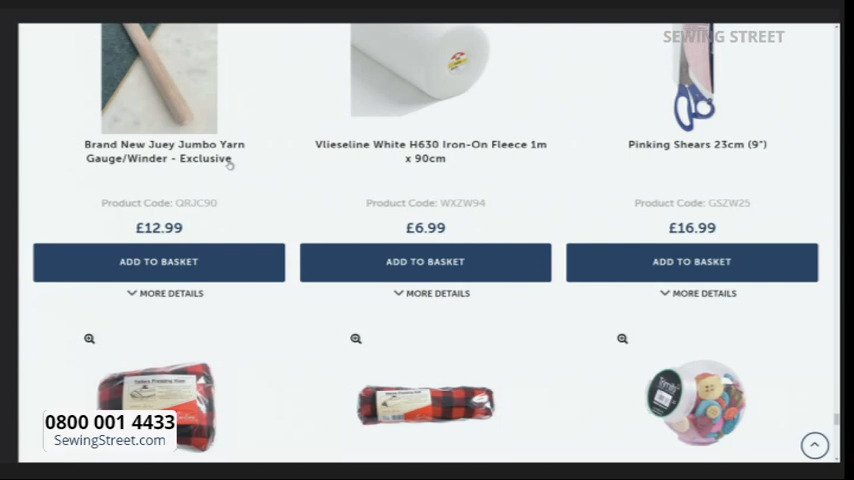 SEWING STREET
Brand New Juey Jumbo Yarn
Gauge/Winder - Exclusive
Vlieseline White H630 Iron-On Fleece 1m
x 90cm
Pinking Shears 23cm (9")
Product Code: QRJC90
Product Code: WXZW94
Product Code: GSZW25
£12.99
£6.99
£16.99
ADD TO BASKET
ADD TO BASKET
ADD TO BASKET
MORE DETAILS
MORE DETAILS
MORE DETAILS
Trimits
0800 001 4433
SewingStreet.com